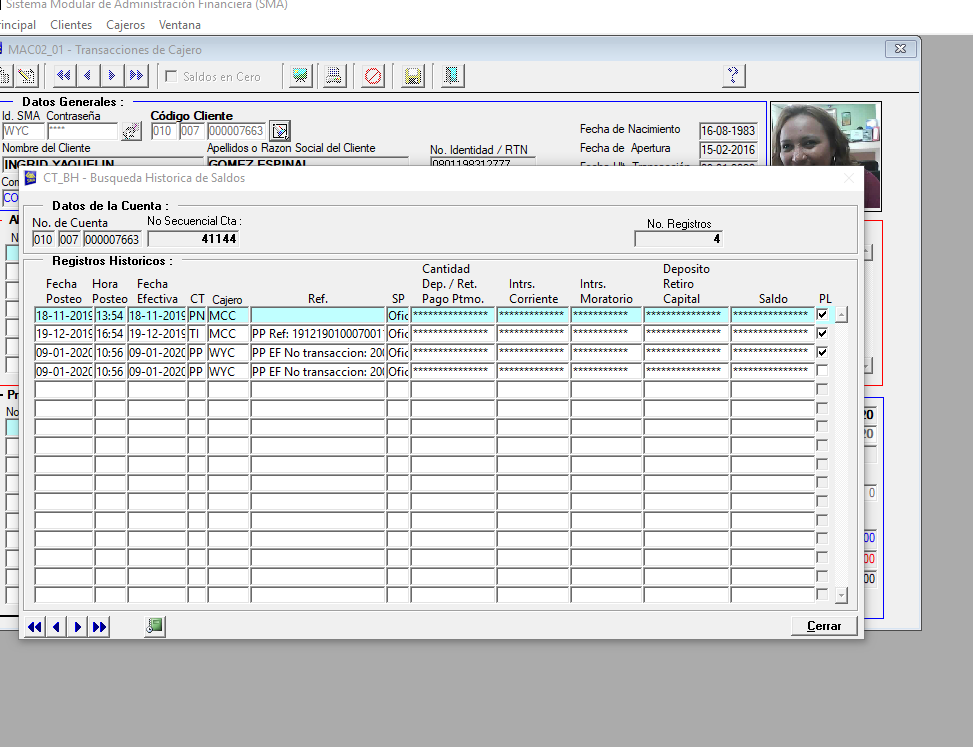 Sistema Modular de Administración Financiera (SMA)
rincipal Clientes Cajeros Ventana
MAC02_01 - Transacciones de Cajero
Saldos en Cero
Datos Generales :
Id. SMA Contraseña Código Cliente
WYC **** 010 007 000007663
Fecha de Nacimiento 16-08-1983
Nombre del Cliente Apellidos o Razon Social del Cliente No. Identidad / RTN Fecha de Apertura 15-02-2016
INGRID YAQUELIN GOMEZ ESPINAL 0801198312777
CT_BH - Busqueda Historica de Saldos
Datos de la Cuenta :
No. de Cuenta No Secuencial Cta : No. Registros
010 007 000007663 41144 4
Registros Historicos :
Cantidad Deposito
Fecha Hora Fecha Dep. / Ret. Intrs. Intrs. Retiro
Posteo Posteo Efectiva CT Cajero Ref. SP Pago Ptmo. Corriente Moratorio Capital Saldo PL
18-11-2019 13:54 18-11-2019 PN MCC Ofic *************** ************* *********** *************** ***************
19-12-2019 16:54 19-12-2019 TI MCC PP Ref: 191219010007001 Ofic *************** ************* *********** *************** ***************
09-01-2020 10:56 09-01-2020 PP WYC PP EF No transaccion: 200 Ofic *************** ************* *********** *************** ***************
09-01-2020 10:56 09-01-2020 PP WYC PP EF No transaccion: 200 Ofic *************** ************* *********** *************** ***************
Cerrar